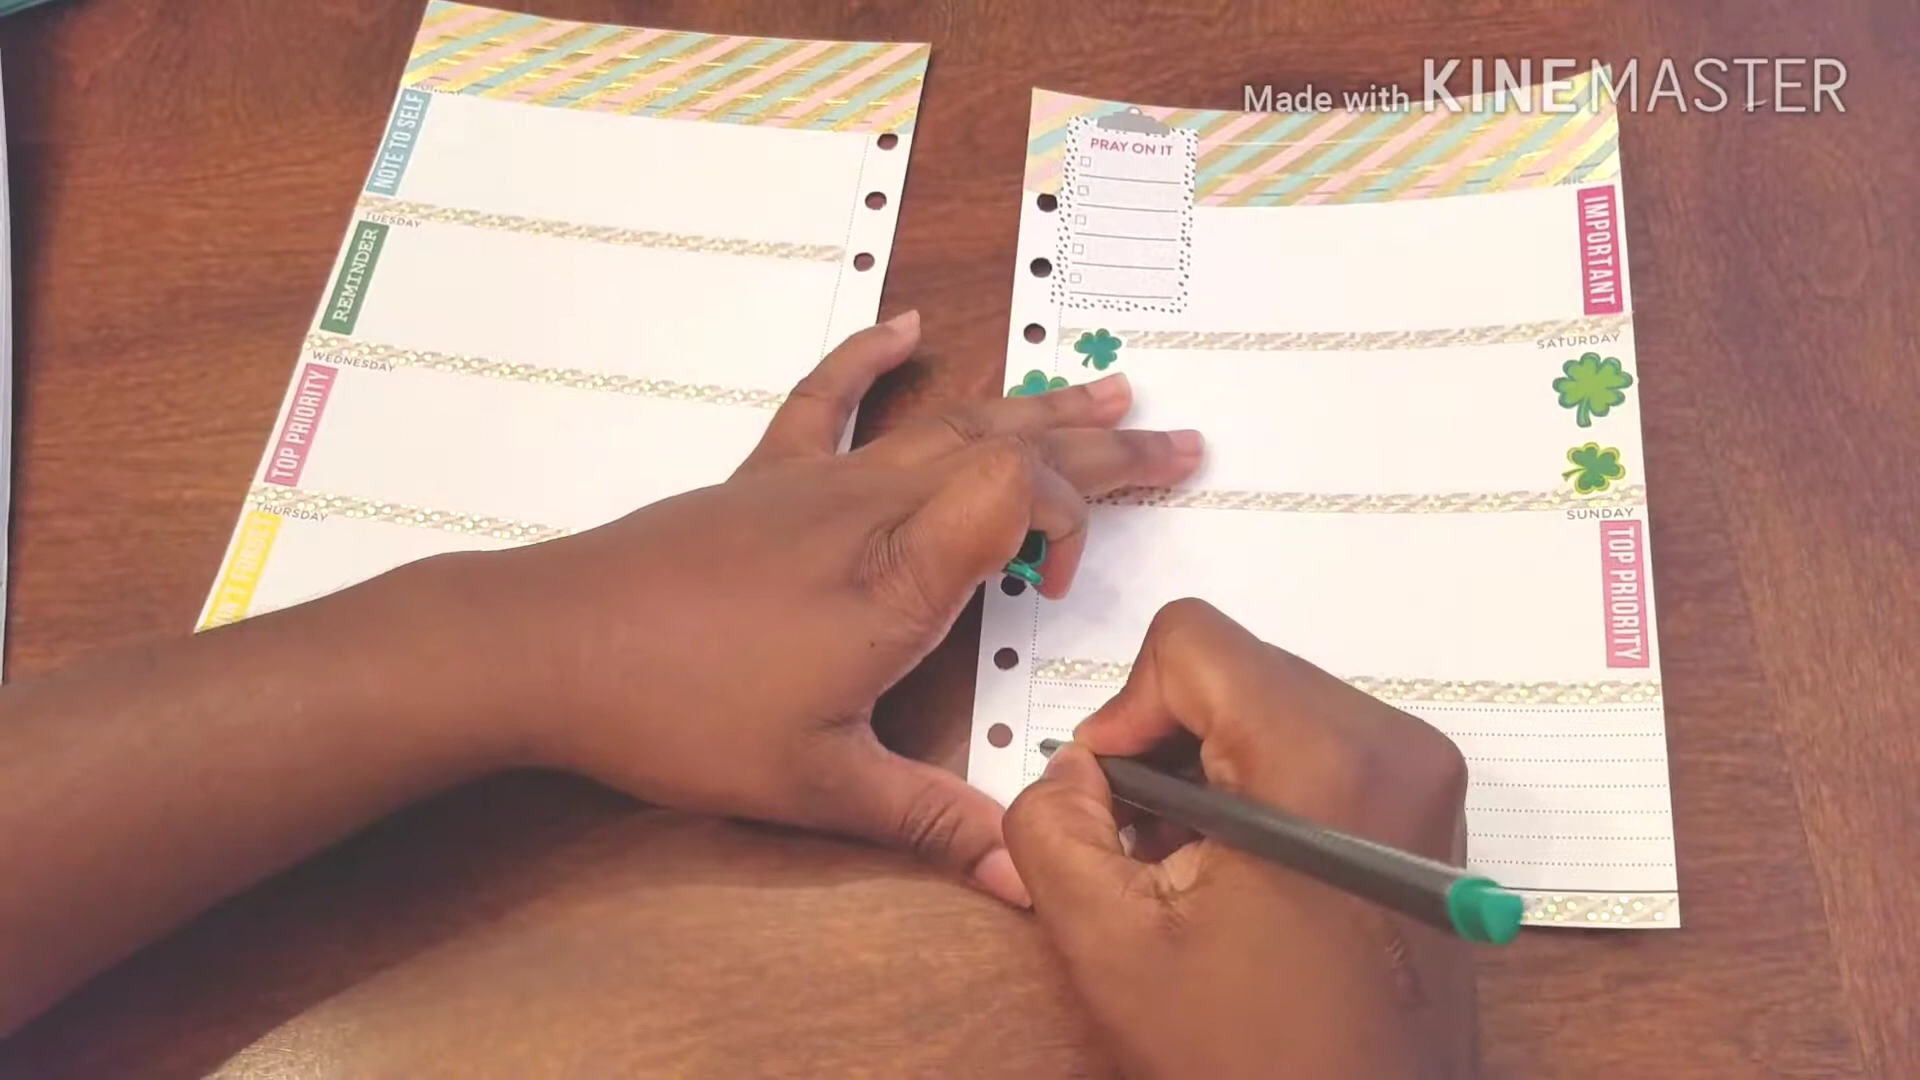 Made with KINEMASTER
MONDAY
NOTE TO SELF
TUESDAY
REMINDER
WEDNESDAY
TOP PRIORITY
THURSDAY
PRAY ON IT
IMPORTANT
SATURDAY
SUNDAY
TOP PRIORITY